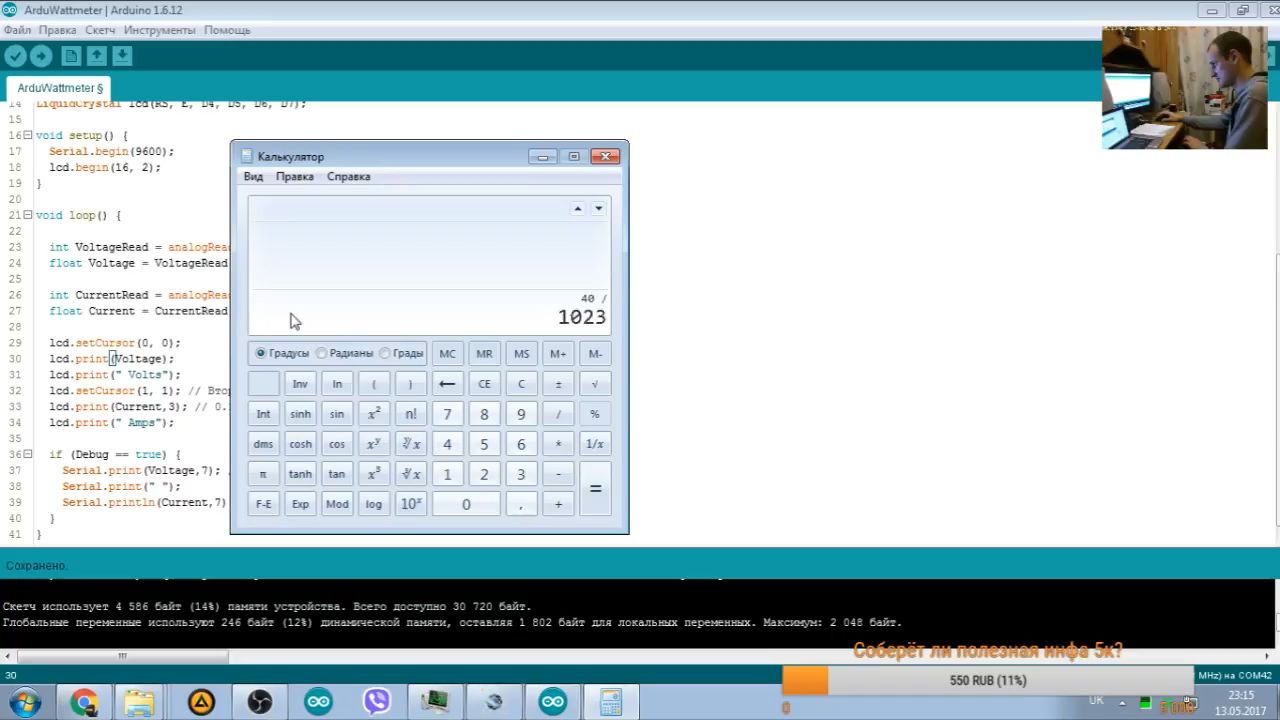 ArduWattmeter | Arduino 1.6.12
Файл Правка Скетч Инструменты Помощь
ArduWattmeter §
14 LiquidCrystal lcd(RS, E, D4, D5, D6, D7);
15
16 void setup() {
17 Serial.begin(9600);
18 lcd.begin(16, 2);
19 }
20
21 void loop() {
22
23 int VoltageRead = analogRea
24 float Voltage = VoltageRead
25
26 int CurrentRead = analogRea
27 float Current = CurrentRead
28
29 lcd.setCursor(0, 0);
30 lcd.print(Voltage);
31 lcd.print(" Volts");
32 lcd.setCursor(1, 1); // Втор
33 lcd.print(Current,3); // 0.
34 lcd.print(" Amps");
35
36 if (Debug == true) {
37 Serial.print(Voltage,7);
38 Serial.print(" ");
39 Serial.println(Current,7)
40 }
41 }
Калькулятор
Вид Правка Справка
40 /
1023
Градусы Радианы Грады MC MR MS M+ M-
Inv ln ( ) ← CE C ± √
Int sinh sin x² n! 7 8 9 / %
dms cosh cos xʸ ʸ√x 4 5 6 * 1/x
π tanh tan x³ ³√x 1 2 3 - =
F-E Exp Mod log 10ˣ 0 , +
Сохранено.
Скетч использует 4 586 байт (14%) памяти устройства. Всего доступно 30 720 байт.
Глобальные переменные используют 246 байт (12%) динамической памяти, оставляя 1 802 байт для локальных переменных. Максимум: 2 048 байт.
Соберёт ли полезная инфа 5к?
30
MHz) на COM42
550 RUB (11%)
0
UK
23:15
13.05.2017